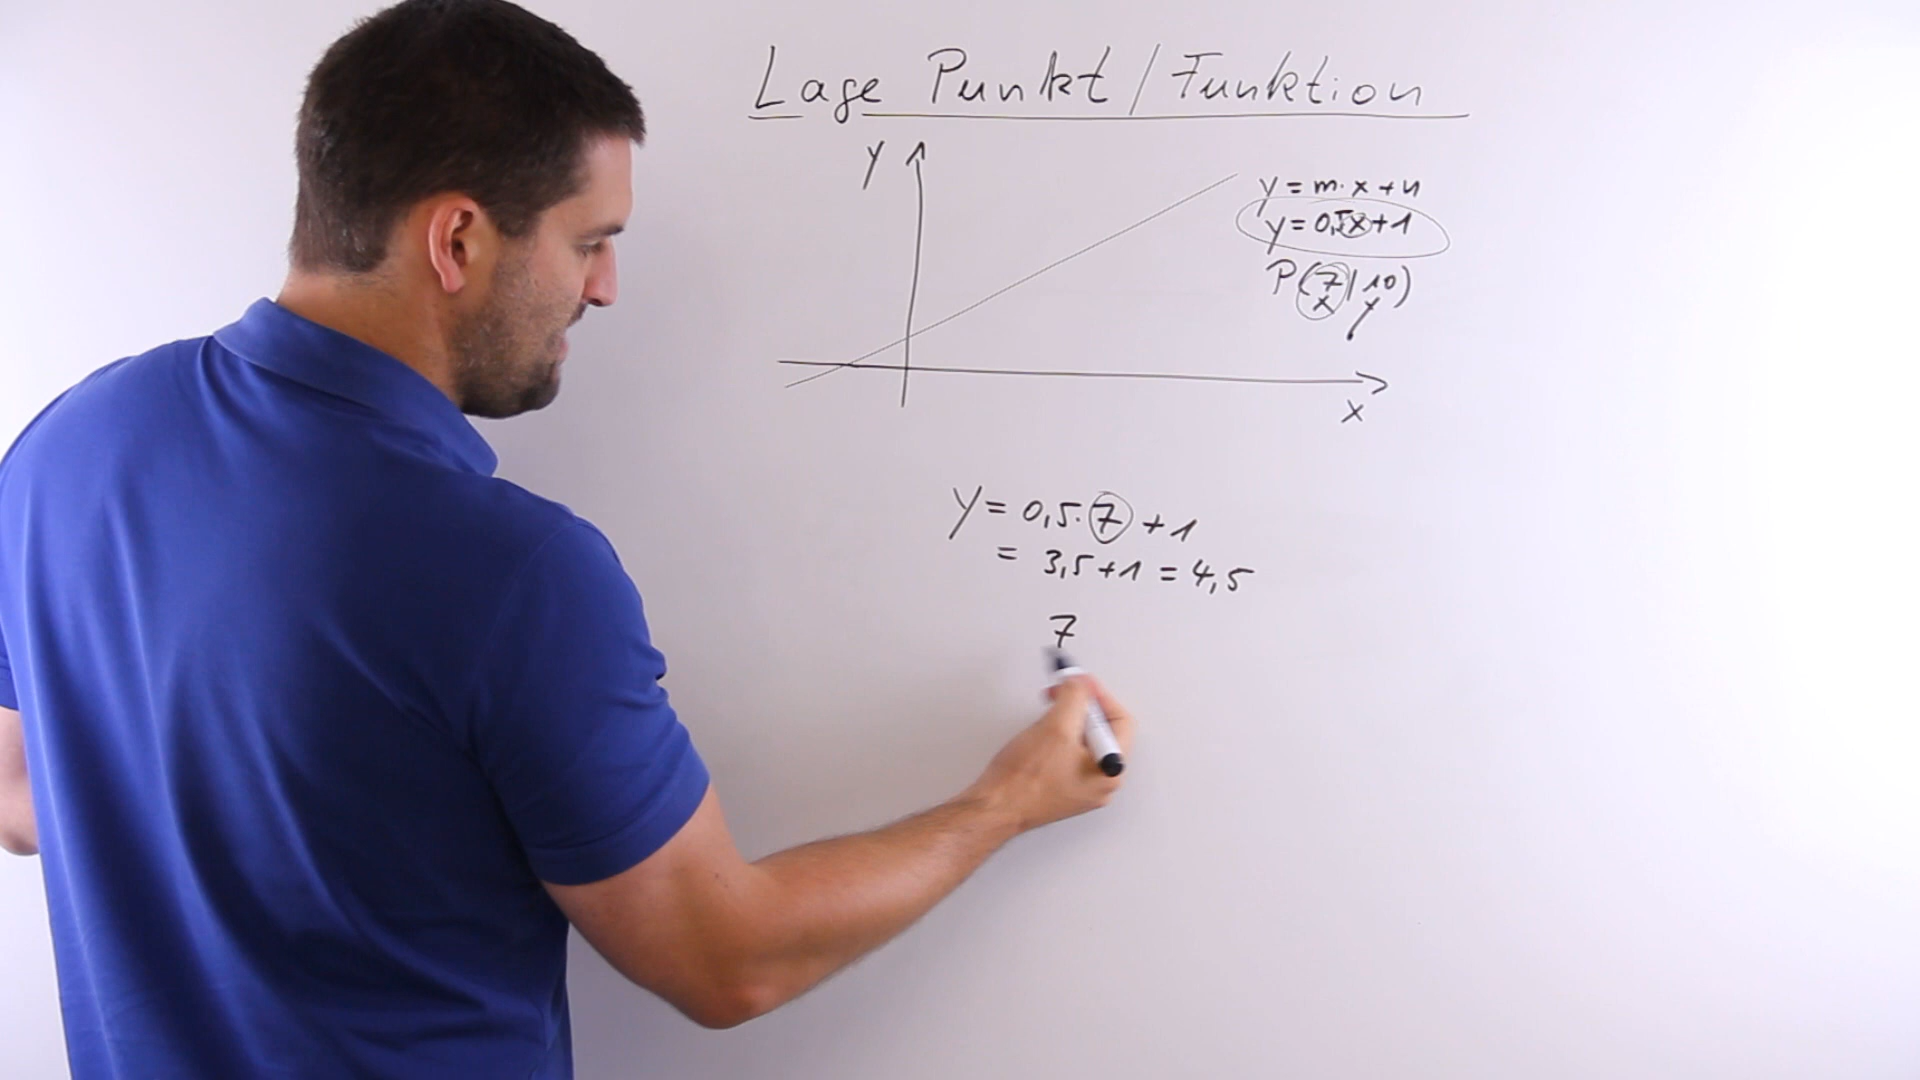 Lage Punkt / Funktion
y
y = m · x + n
y = 0,5x + 1
P(7|10)
x y
x
y = 0,5 · 7 + 1
= 3,5 + 1 = 4,5
7